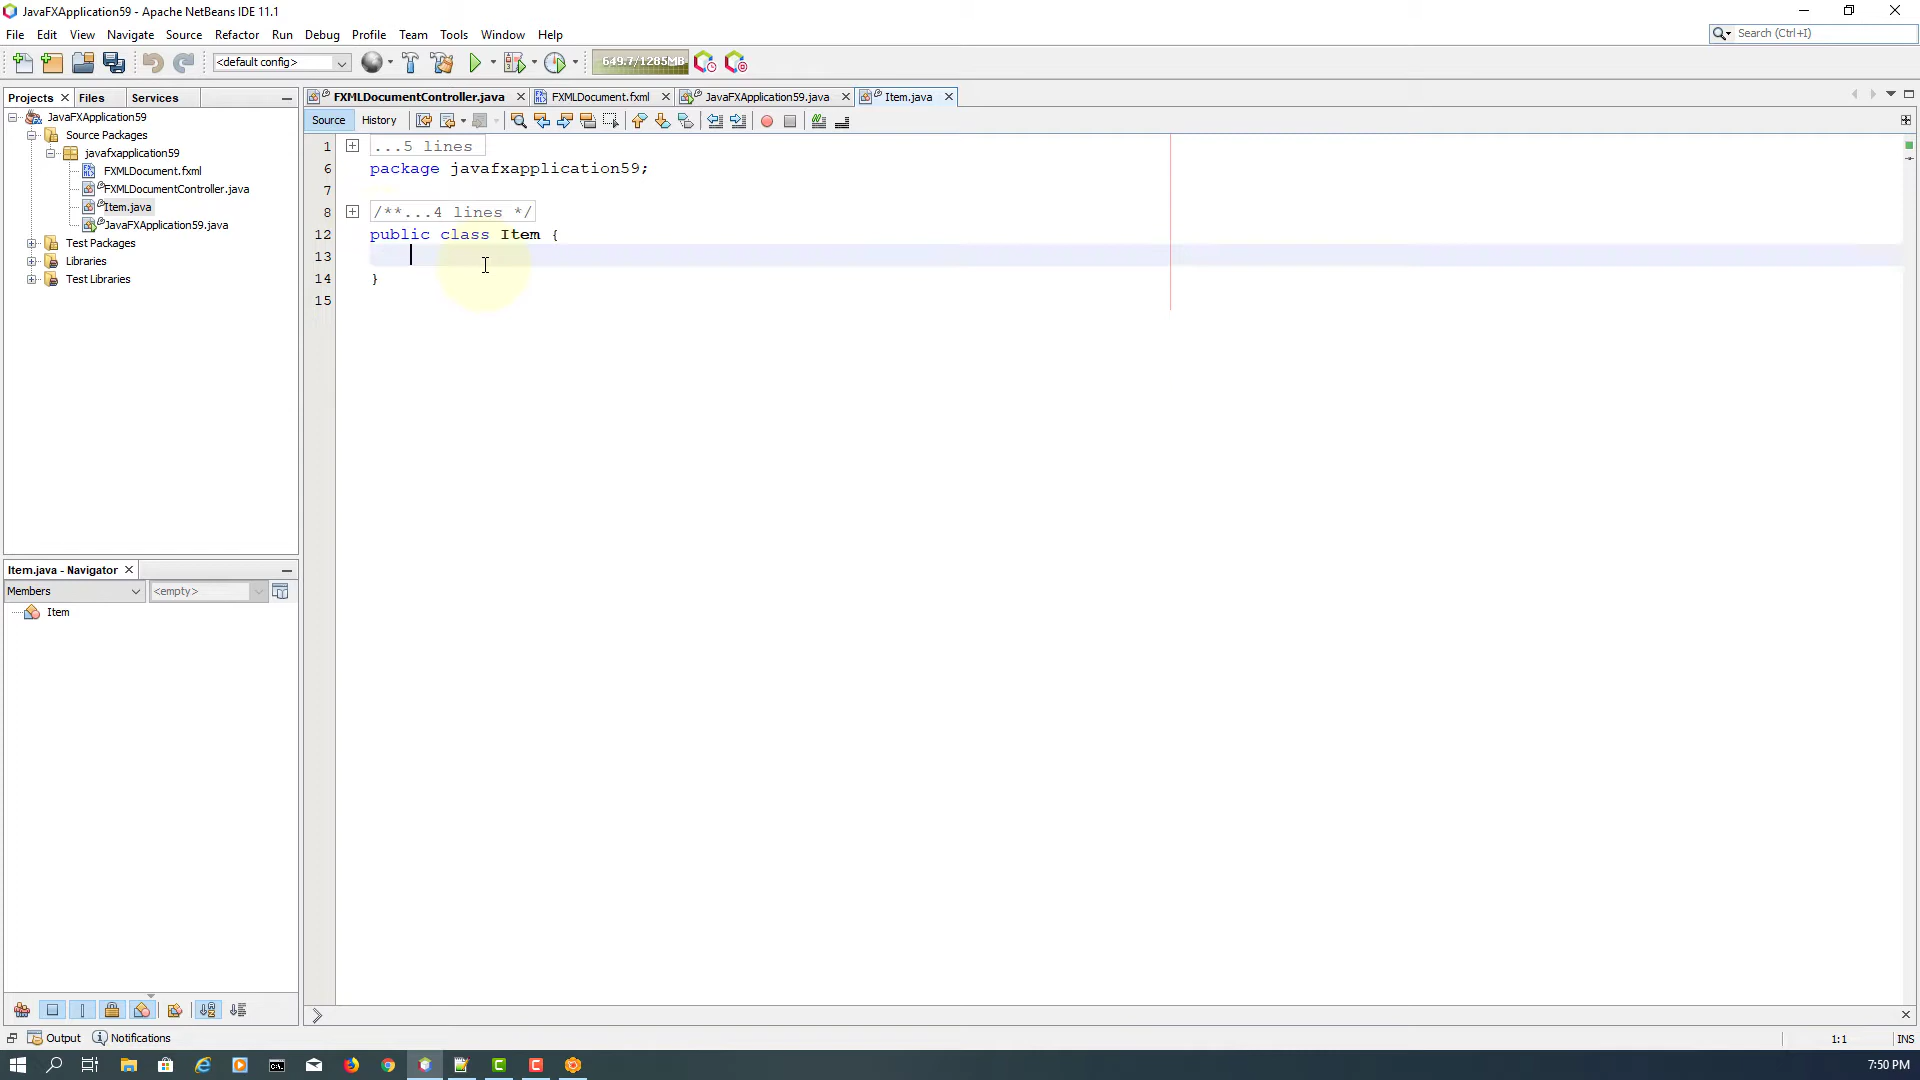 JavaFXApplication59 - Apache NetBeans IDE 11.1
File Edit View Navigate Source Refactor Run Debug Profile Team Tools Window Help
Search (Ctrl+I)
<default config>
649.7/1285MB
Projects Files Services
FXMLDocumentController.java FXMLDocument.fxml JavaFXApplication59.java Item.java
Source History
JavaFXApplication59
Source Packages
javafxapplication59
FXMLDocument.fxml
FXMLDocumentController.java
Item.java
JavaFXApplication59.java
Test Packages
Libraries
Test Libraries
1 ...5 lines
6 package javafxapplication59;
7
8 /**...4 lines */
12 public class Item {
13
14 }
15
Item.java - Navigator
Members <empty>
Item
Output Notifications
1:1 INS
7:50 PM